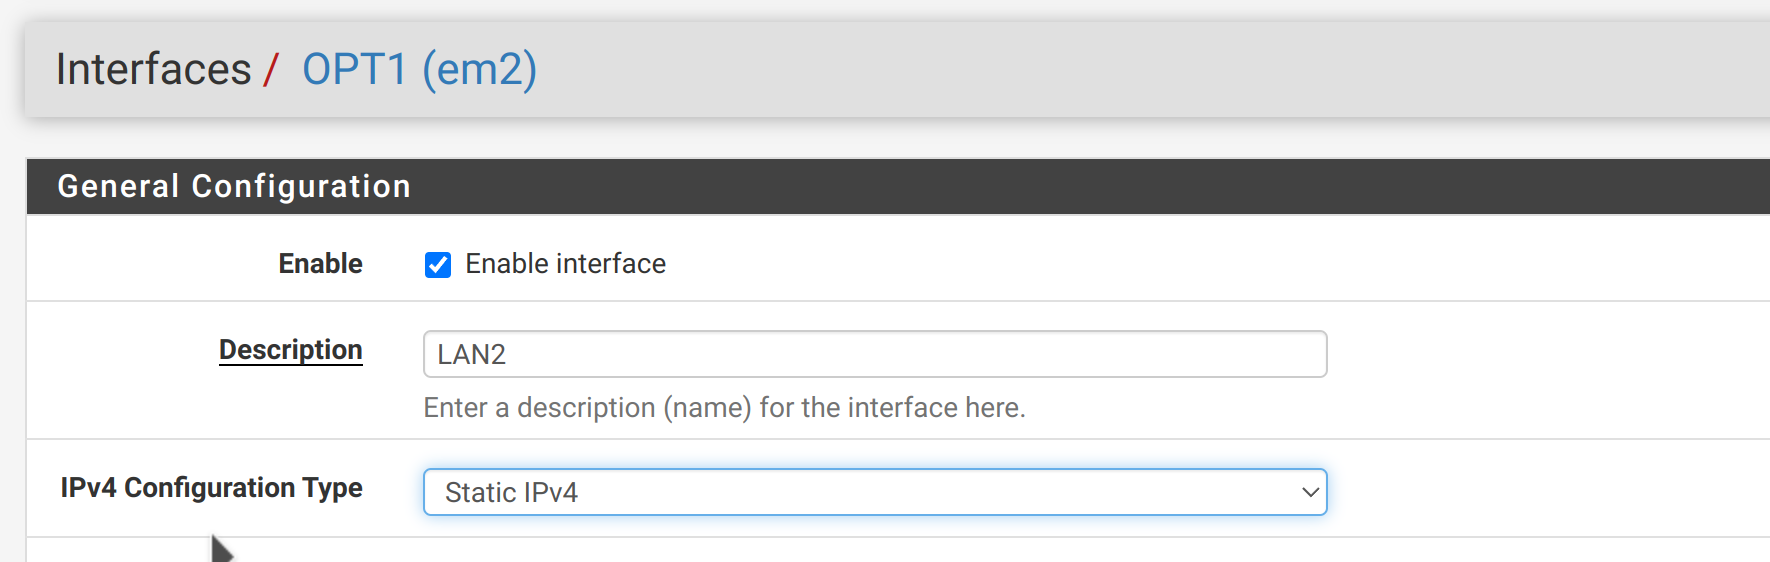 Interfaces / OPT1 (em2)
General Configuration
Enable Enable interface
Description LAN2
Enter a description (name) for the interface here.
IPv4 Configuration Type Static IPv4